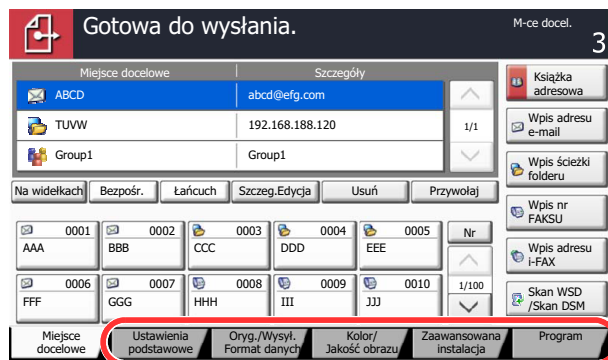 Gotowa do wysłania.
M-ce docel.
3
Miejsce docelowe Szczegóły
ABCD abcd@efg.com
TUVW 192.168.188.120
Group1 Group1
1/1
Na widełkach Bezpośr. Łańcuch Szczeg.Edycja Usuń Przywołaj
0001 0002 0003 0004 0005
AAA BBB CCC DDD EEE
0006 0007 0008 0009 0010
FFF GGG HHH III JJJ
Nr
1/100
Książka
adresowa
Wpis adresu
e-mail
Wpis ścieżki
folderu
Wpis nr
FAKSU
Wpis adresu
i-FAX
Skan WSD
/Skan DSM
Miejsce
docelowe
Ustawienia
podstawowe
Oryg./Wysył.
Format danych
Kolor/
Jakość obrazu
Zaawansowana
instalacja
Program